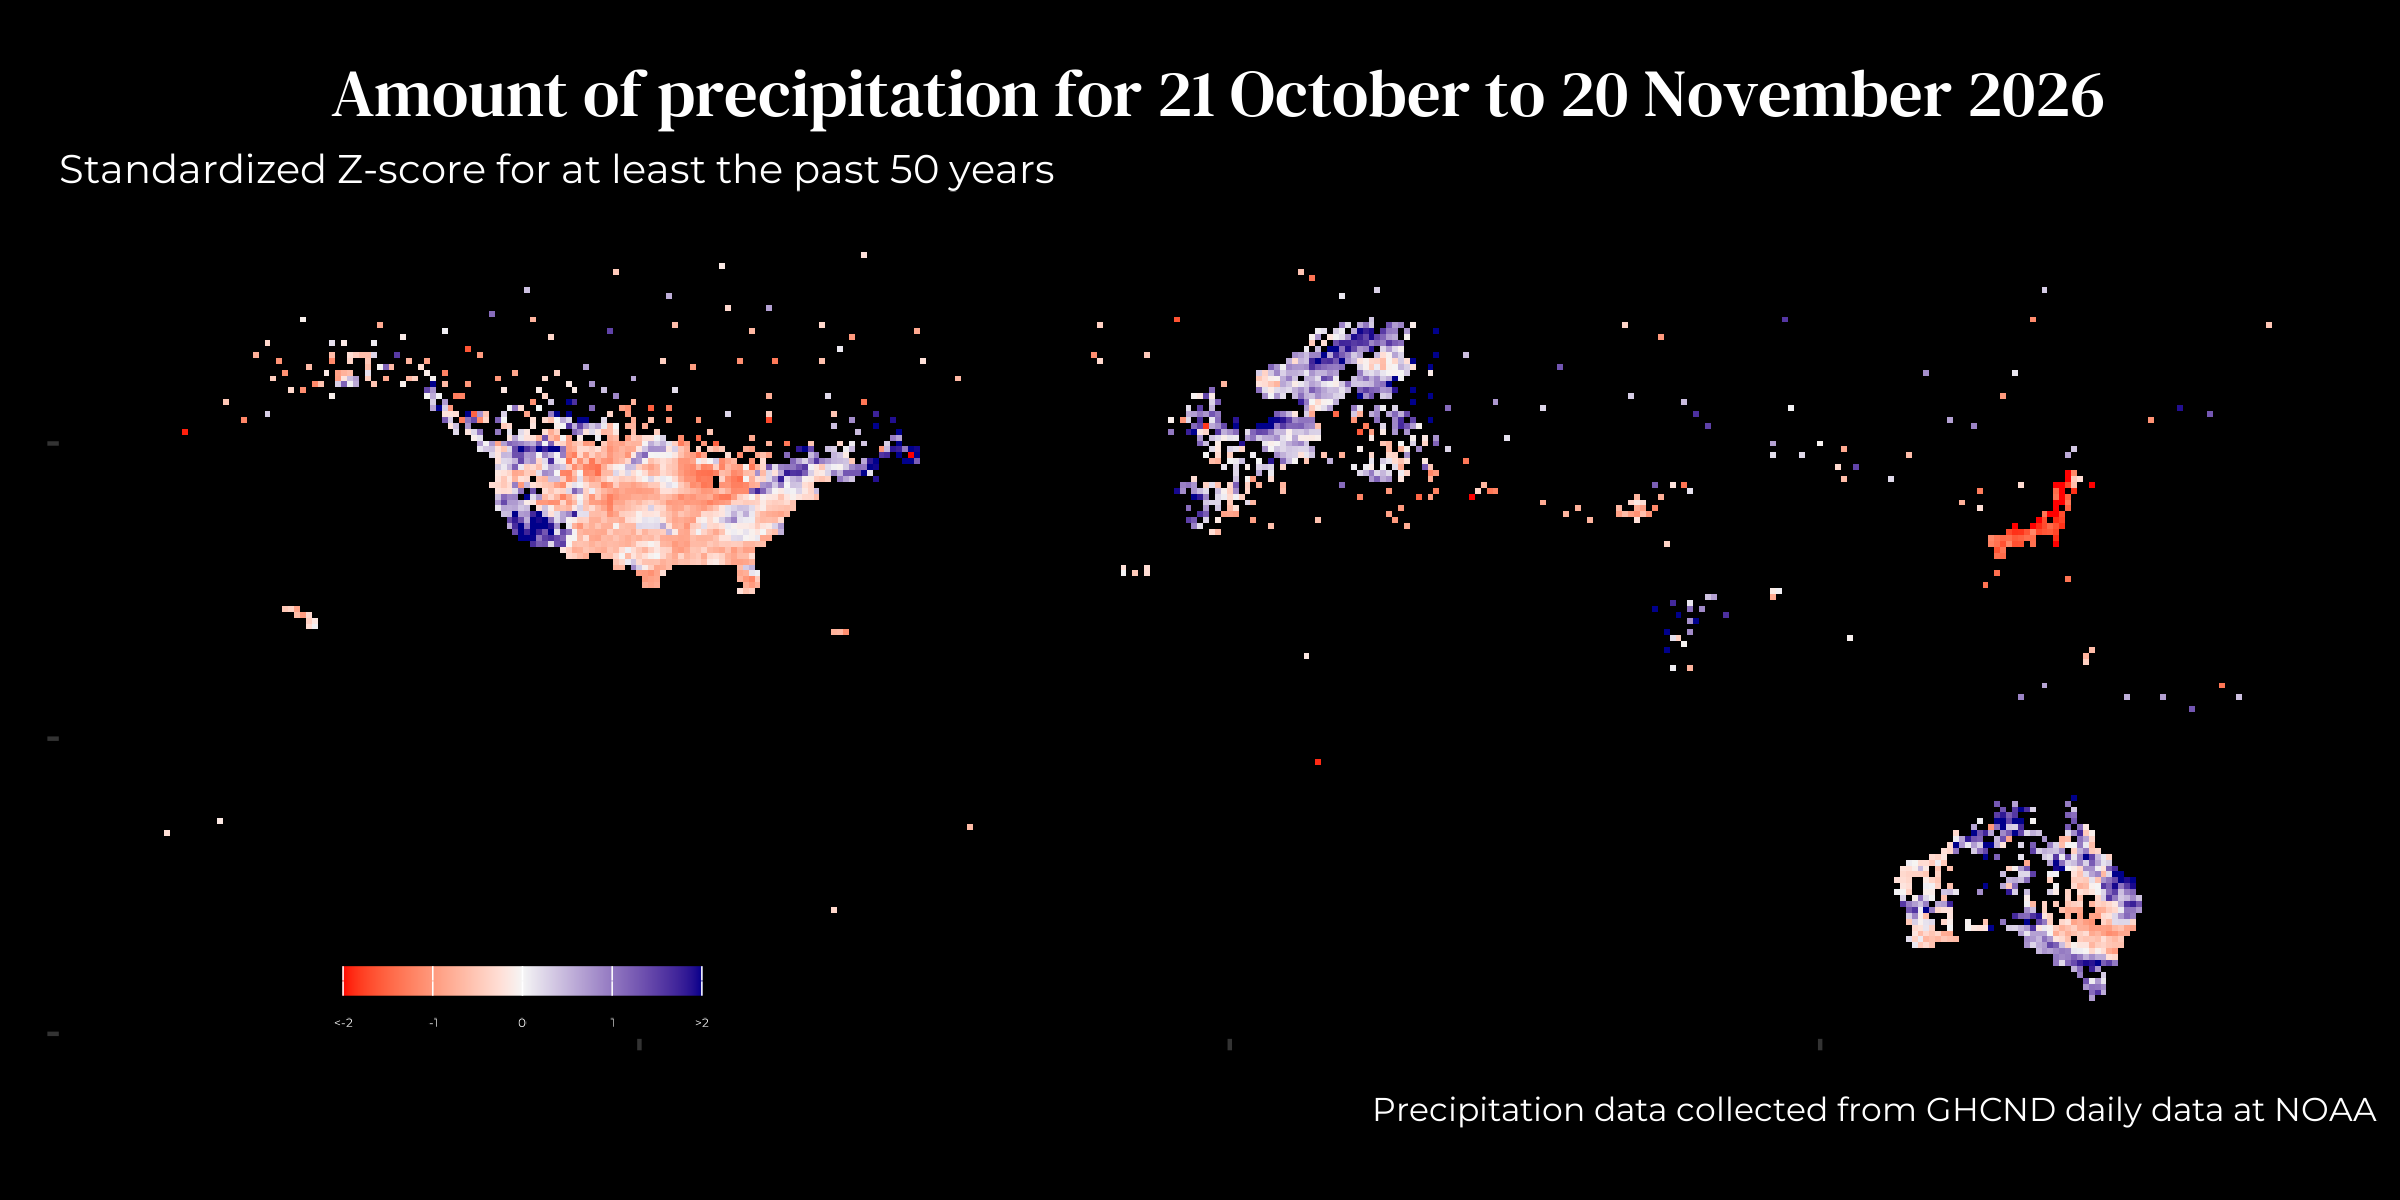 Amount of precipitation for 21 October to 20 November 2026
Standardized Z-score for at least the past 50 years
<-2 -1 0 1 >2
Precipitation data collected from GHCND daily data at NOAA